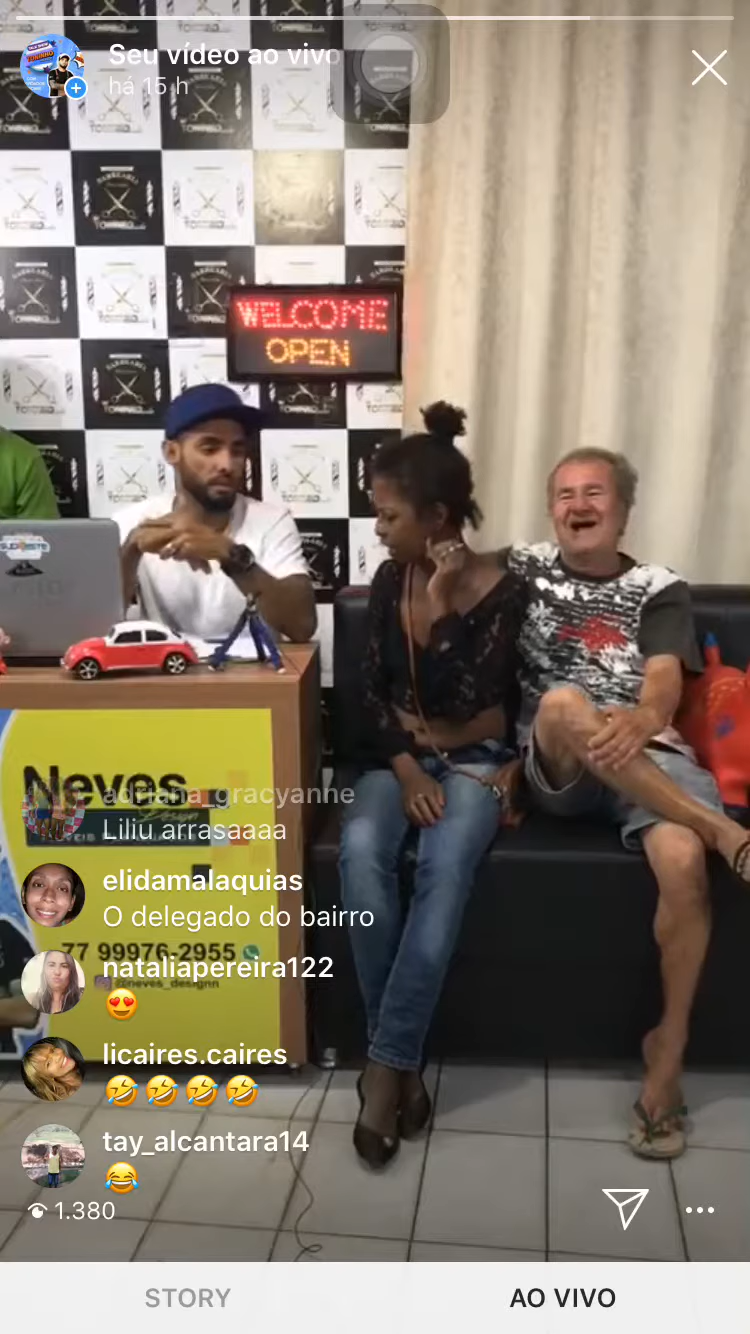 Seu vídeo ao vivo
há 15 h
WELCOME
OPEN
Neves
adriana_gracyanne
Liliu arrasaaaa
elidamalaquias
O delegado do bairro
77 99976-2955
nataliapereira122
@neves_designn
😍
licaires.caires
🤣🤣🤣🤣
tay_alcantara14
😂
1.380
STORY
AO VIVO